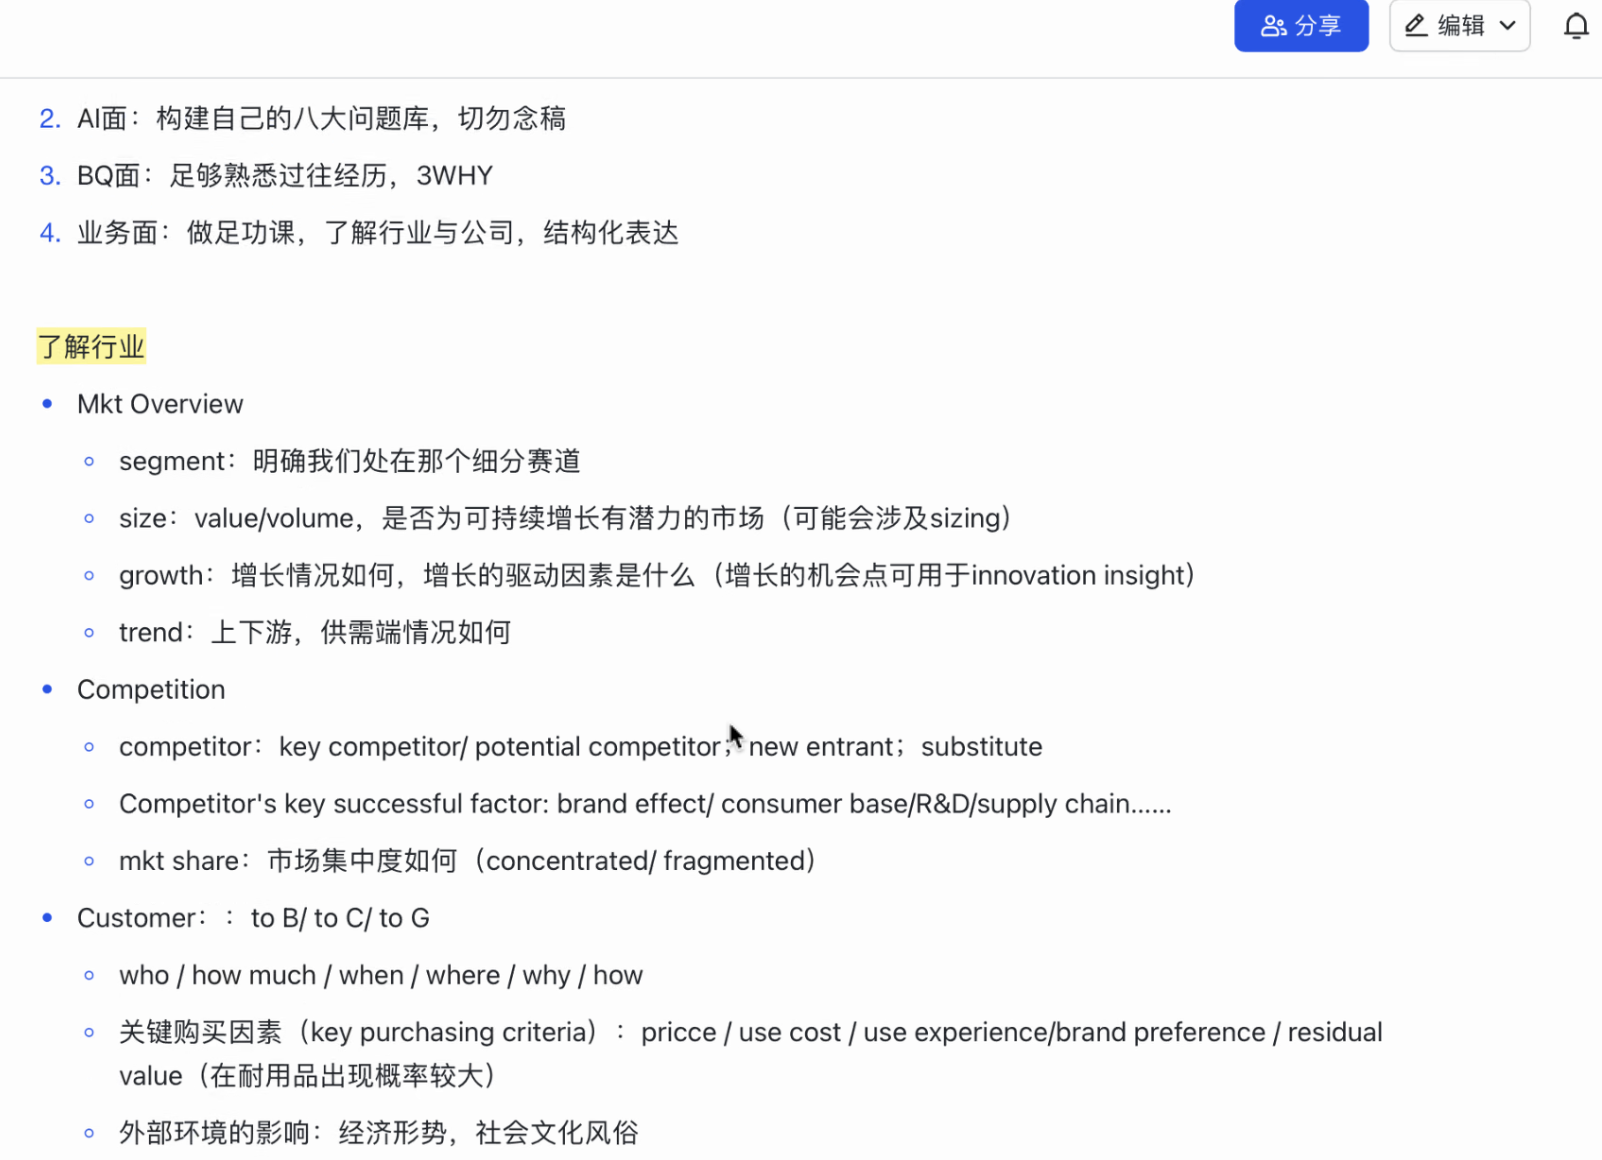 分享 编辑
2. AI面：构建自己的八大问题库，切勿念稿
3. BQ面：足够熟悉过往经历，3WHY
4. 业务面：做足功课，了解行业与公司，结构化表达
了解行业
• Mkt Overview
◦ segment：明确我们处在那个细分赛道
◦ size：value/volume，是否为可持续增长有潜力的市场（可能会涉及sizing）
◦ growth：增长情况如何，增长的驱动因素是什么（增长的机会点可用于innovation insight）
◦ trend：上下游，供需端情况如何
• Competition
◦ competitor：key competitor/ potential competitor；new entrant；substitute
◦ Competitor's key successful factor: brand effect/ consumer base/R&D/supply chain......
◦ mkt share：市场集中度如何（concentrated/ fragmented）
• Customer：：to B/ to C/ to G
◦ who / how much / when / where / why / how
◦ 关键购买因素（key purchasing criteria）：pricce / use cost / use experience/brand preference / residual
value（在耐用品出现概率较大）
◦ 外部环境的影响：经济形势，社会文化风俗